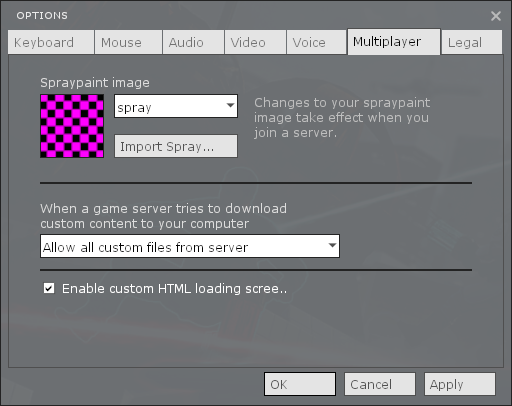 OPTIONS
Keyboard Mouse Audio Video Voice Multiplayer Legal
Spraypaint image
spray
Import Spray...
Changes to your spraypaint
image take effect when you
join a server.
When a game server tries to download
custom content to your computer
Allow all custom files from server
Enable custom HTML loading scree..
OK Cancel Apply